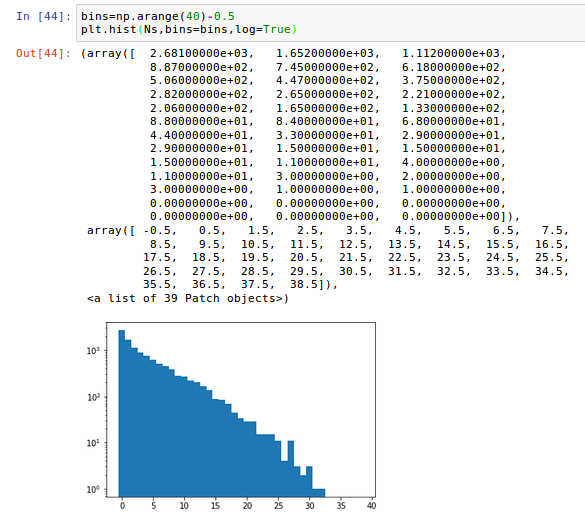 In [44]: bins=np.arange(40)-0.5
plt.hist(Ns,bins=bins,log=True)
Out[44]: (array([ 2.68100000e+03, 1.65200000e+03, 1.11200000e+03,
8.87000000e+02, 7.45000000e+02, 6.18000000e+02,
5.06000000e+02, 4.47000000e+02, 3.75000000e+02,
2.82000000e+02, 2.65000000e+02, 2.21000000e+02,
2.06000000e+02, 1.65000000e+02, 1.33000000e+02,
8.80000000e+01, 8.40000000e+01, 6.80000000e+01,
4.40000000e+01, 3.30000000e+01, 2.90000000e+01,
2.90000000e+01, 1.50000000e+01, 1.50000000e+01,
1.50000000e+01, 1.10000000e+01, 4.00000000e+00,
1.10000000e+01, 3.00000000e+00, 2.00000000e+00,
3.00000000e+00, 1.00000000e+00, 1.00000000e+00,
0.00000000e+00, 0.00000000e+00, 0.00000000e+00,
0.00000000e+00, 0.00000000e+00, 0.00000000e+00]),
array([ -0.5, 0.5, 1.5, 2.5, 3.5, 4.5, 5.5, 6.5, 7.5,
8.5, 9.5, 10.5, 11.5, 12.5, 13.5, 14.5, 15.5, 16.5,
17.5, 18.5, 19.5, 20.5, 21.5, 22.5, 23.5, 24.5, 25.5,
26.5, 27.5, 28.5, 29.5, 30.5, 31.5, 32.5, 33.5, 34.5,
35.5, 36.5, 37.5, 38.5]),
<a list of 39 Patch objects>)
10³
10²
10¹
10⁰
0 5 10 15 20 25 30 35 40